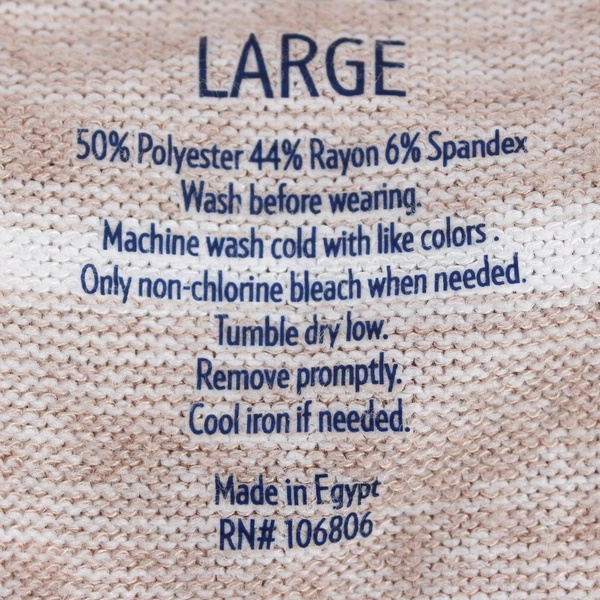 LARGE
50% Polyester 44% Rayon 6% Spandex
Wash before wearing.
Machine wash cold with like colors .
Only non-chlorine bleach when needed.
Tumble dry low.
Remove promptly.
Cool iron if needed.
Made in Egypt
RN# 106806